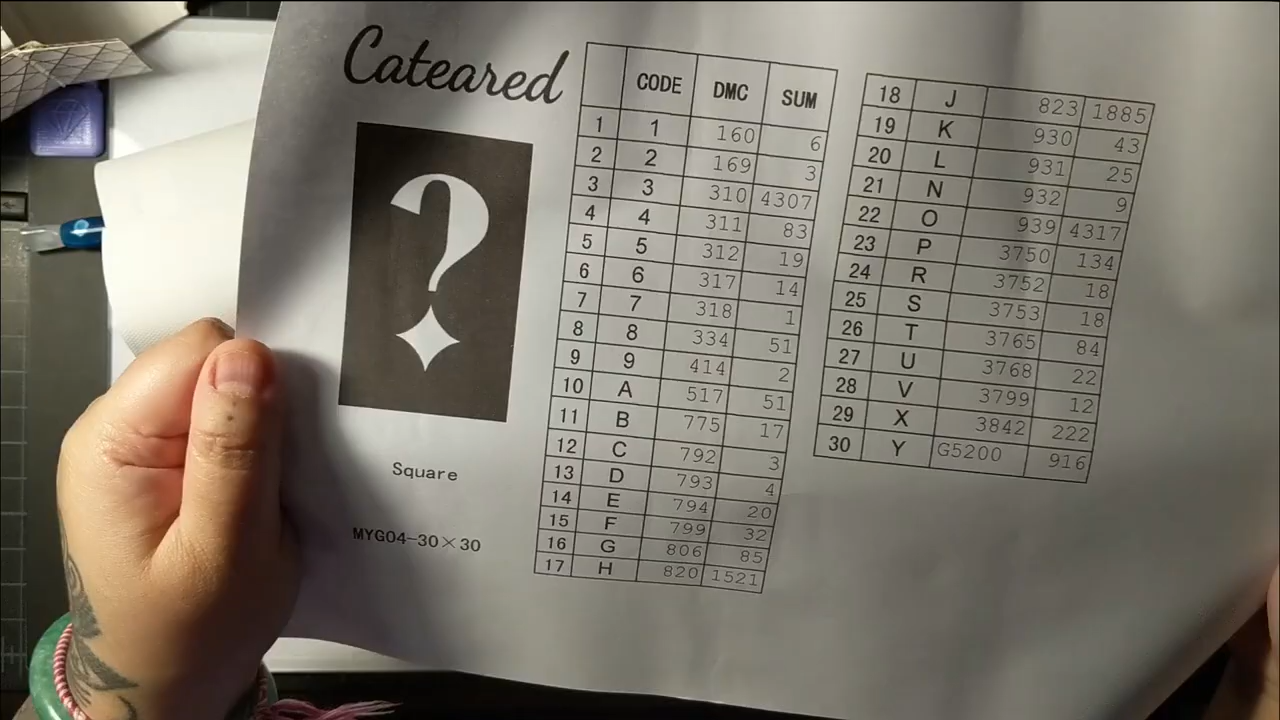 Cateared
?
Square
MYG04-30×30
CODE DMC SUM
1 1 160 6
2 2 169 3
3 3 310 4307
4 4 311 83
5 5 312 19
6 6 317 14
7 7 318 1
8 8 334 51
9 9 414 2
10 A 517 51
11 B 775 17
12 C 792 3
13 D 793 4
14 E 794 20
15 F 799 32
16 G 806 85
17 H 820 1521
18 J 823 1885
19 K 930 43
20 L 931 25
21 N 932 9
22 O 939 4317
23 P 3750 134
24 R 3752 18
25 S 3753 18
26 T 3765 84
27 U 3768 22
28 V 3799 12
29 X 3842 222
30 Y G5200 916